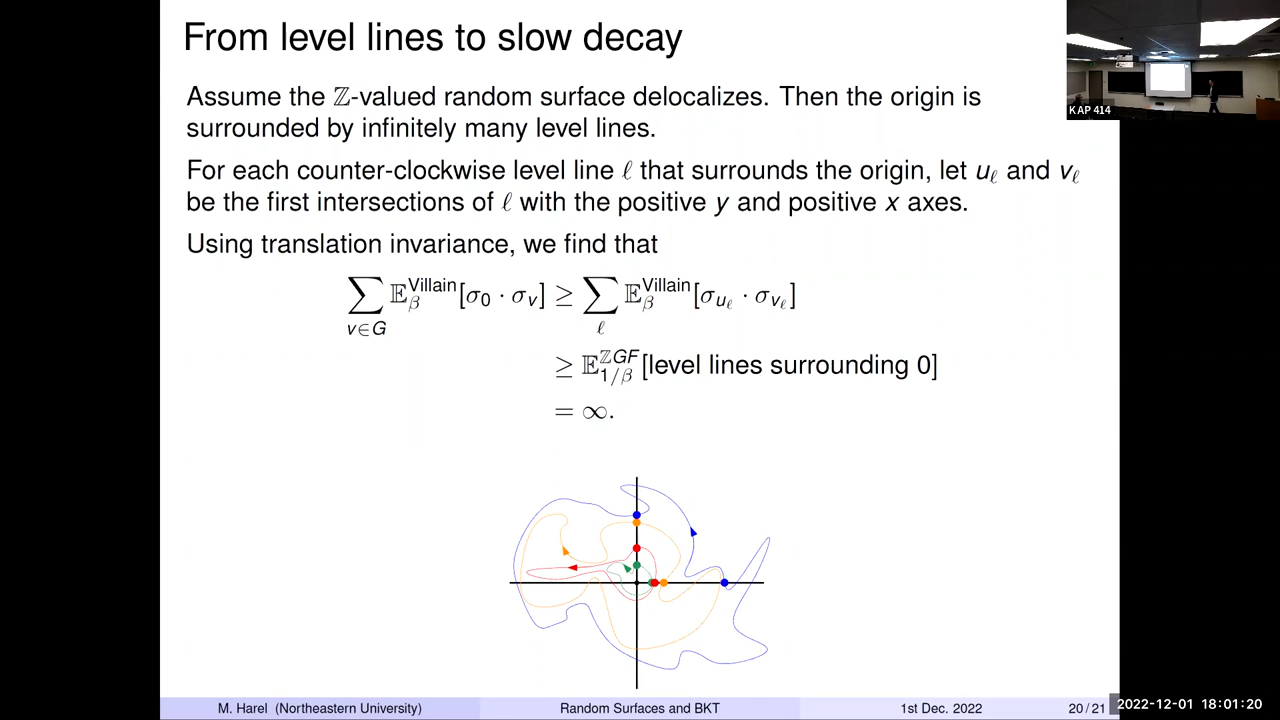 From level lines to slow decay
KAP 414
Assume the ℤ-valued random surface delocalizes. Then the origin is
surrounded by infinitely many level lines.
For each counter-clockwise level line ℓ that surrounds the origin, let u_ℓ and v_ℓ
be the first intersections of ℓ with the positive y and positive x axes.
Using translation invariance, we find that
∑_{v∈G} 𝔼_β^{Villain}[σ_0 · σ_v] ≥ ∑_ℓ 𝔼_β^{Villain}[σ_{u_ℓ} · σ_{v_ℓ}]
≥ 𝔼_{1/β}^{ℤGF}[level lines surrounding 0]
= ∞.
M. Harel (Northeastern University) Random Surfaces and BKT 1st Dec. 2022 20 / 21 2022-12-01 18:01:20